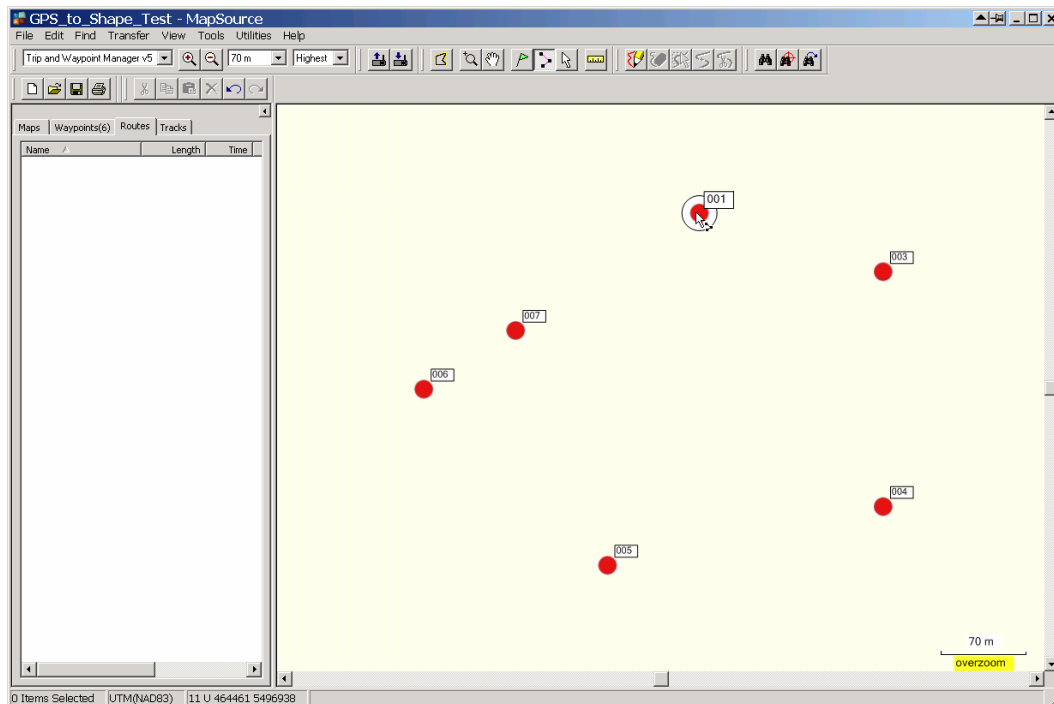 GPS_to_Shape_Test - MapSource
File Edit Find Transfer View Tools Utilities Help
Trip and Waypoint Manager v5 70 m Highest
Maps Waypoints(6) Routes Tracks
Name Length Time
001
003
007
006
004
005
70 m
overzoom
0 Items Selected UTM(NAD83) 11 U 464461 5496938